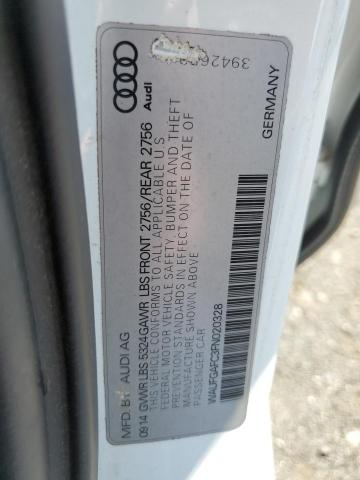 MFD. BY AUDI AG
0914 GVWR LBS 5324 GAWR LBS FRONT 2756/REAR 2756
THIS VEHICLE CONFORMS TO ALL APPLICABLE U S
FEDERAL MOTOR VEHICLE SAFETY, BUMPER AND THEFT
PREVENTION STANDARDS IN EFFECT ON THE DATE OF
MANUFACTURE SHOWN ABOVE.
PASSENGER CAR
WAUFGAFC3FN020328
Audi
GERMANY